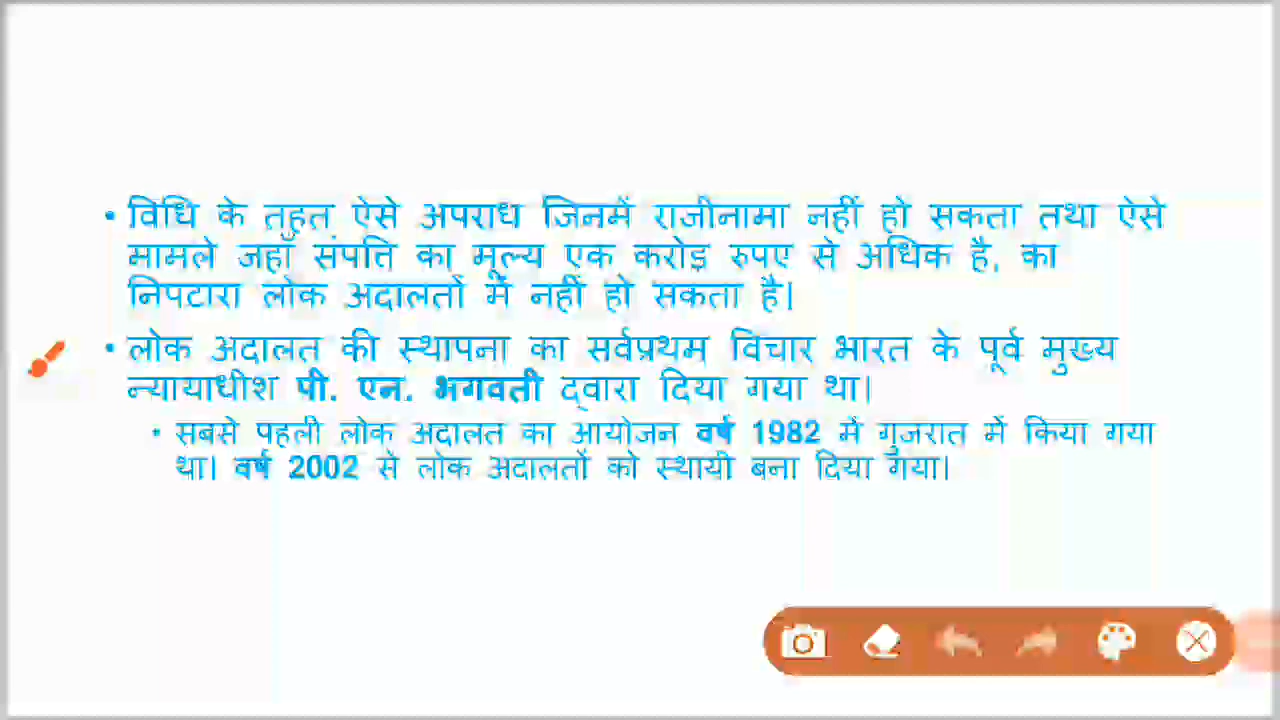 • विधि के तहत ऐसे अपराध जिनमें राजीनामा नहीं हो सकता तथा ऐसे
मामले जहाँ संपति का मूल्य एक करोड़ रुपए से अधिक है, का
निपटारा लोक अदालतों में नहीं हो सकता है।
• लोक अदालत की स्थापना का सर्वप्रथम विचार भारत के पूर्व मुख्य
न्यायाधीश पी. एन. भगवती द्वारा दिया गया था।
• सबसे पहली लोक अदालत का आयोजन वर्ष 1982 में गुजरात में किया गया
था। वर्ष 2002 से लोक अदालतों को स्थायी बना दिया गया।